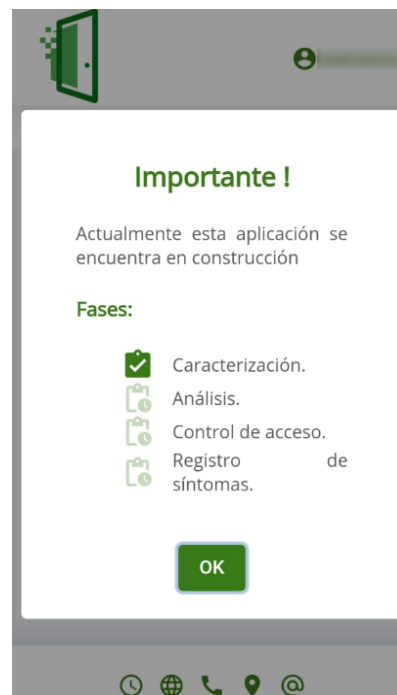 Importante !
Actualmente esta aplicación se
encuentra en construcción
Fases:
Caracterización.
Análisis.
Control de acceso.
Registro de
síntomas.
OK